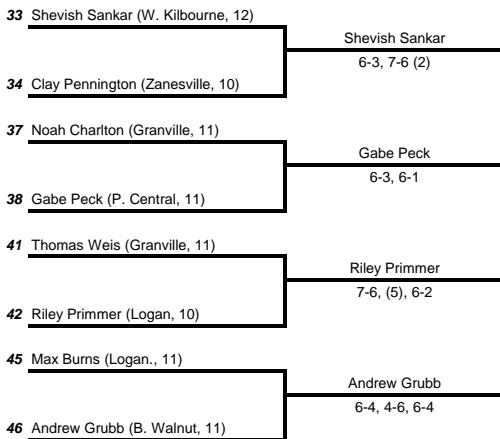 33 Shevish Sankar (W. Kilbourne, 12)
Shevish Sankar
6-3, 7-6 (2)
34 Clay Pennington (Zanesville, 10)
37 Noah Charlton (Granville, 11)
Gabe Peck
6-3, 6-1
38 Gabe Peck (P. Central, 11)
41 Thomas Weis (Granville, 11)
Riley Primmer
7-6, (5), 6-2
42 Riley Primmer (Logan, 10)
45 Max Burns (Logan., 11)
Andrew Grubb
6-4, 4-6, 6-4
46 Andrew Grubb (B. Walnut, 11)